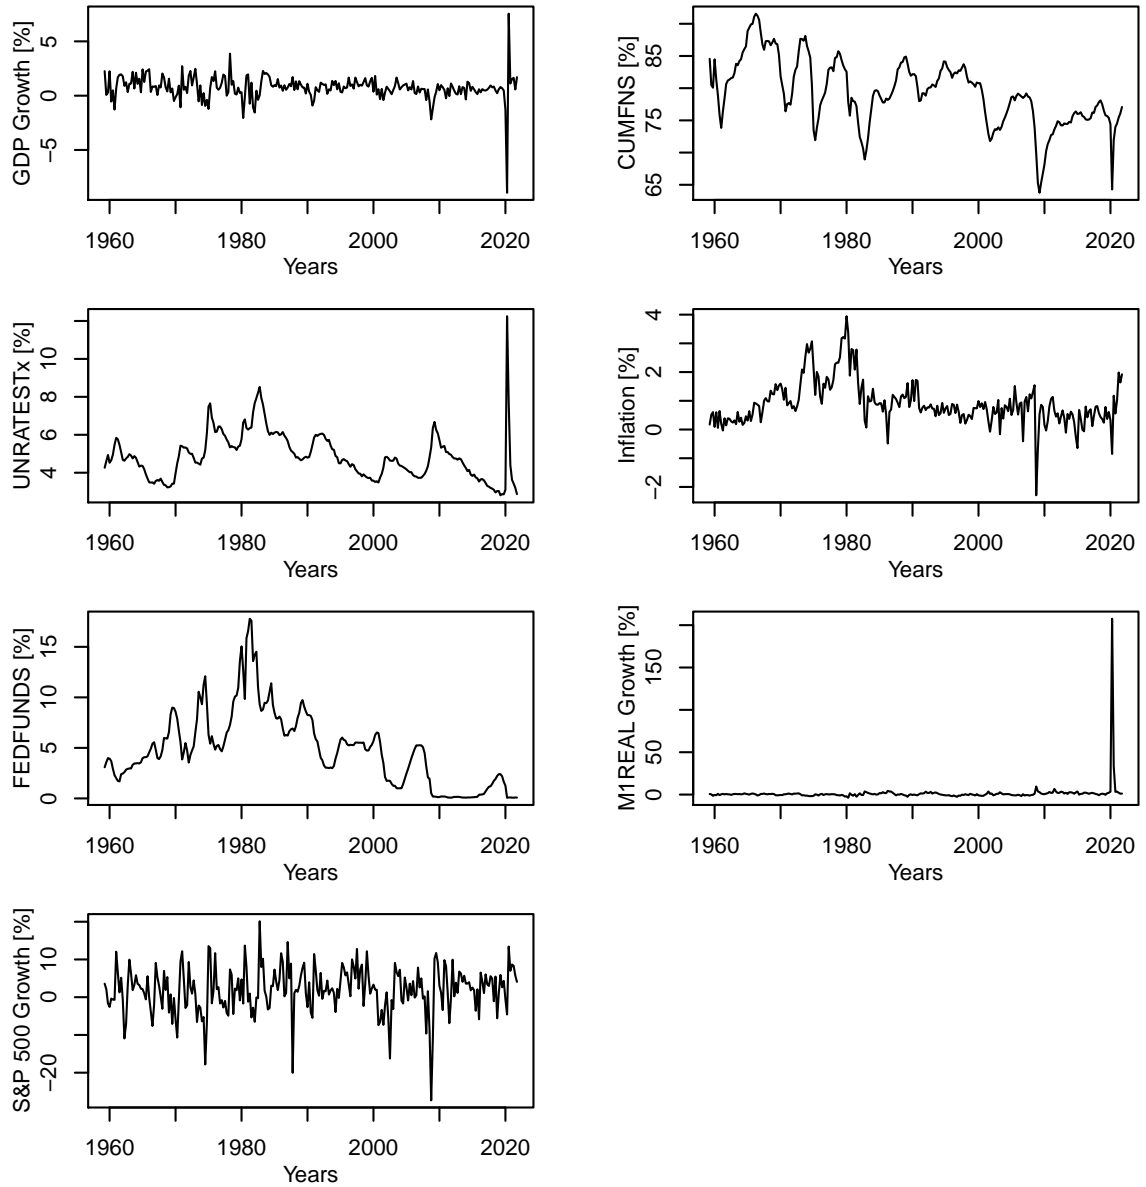 GDP Growth [%]
5
0
−5
1960 1980 2000 2020
Years
CUMFNS [%]
85
75
65
1960 1980 2000 2020
Years
UNRATESTx [%]
10
8
6
4
1960 1980 2000 2020
Years
Inflation [%]
4
2
0
−2
1960 1980 2000 2020
Years
FEDFUNDS [%]
15
10
5
0
1960 1980 2000 2020
Years
M1REAL Growth [%]
150
50
0
1960 1980 2000 2020
Years
S&P 500 Growth [%]
10
0
−20
1960 1980 2000 2020
Years